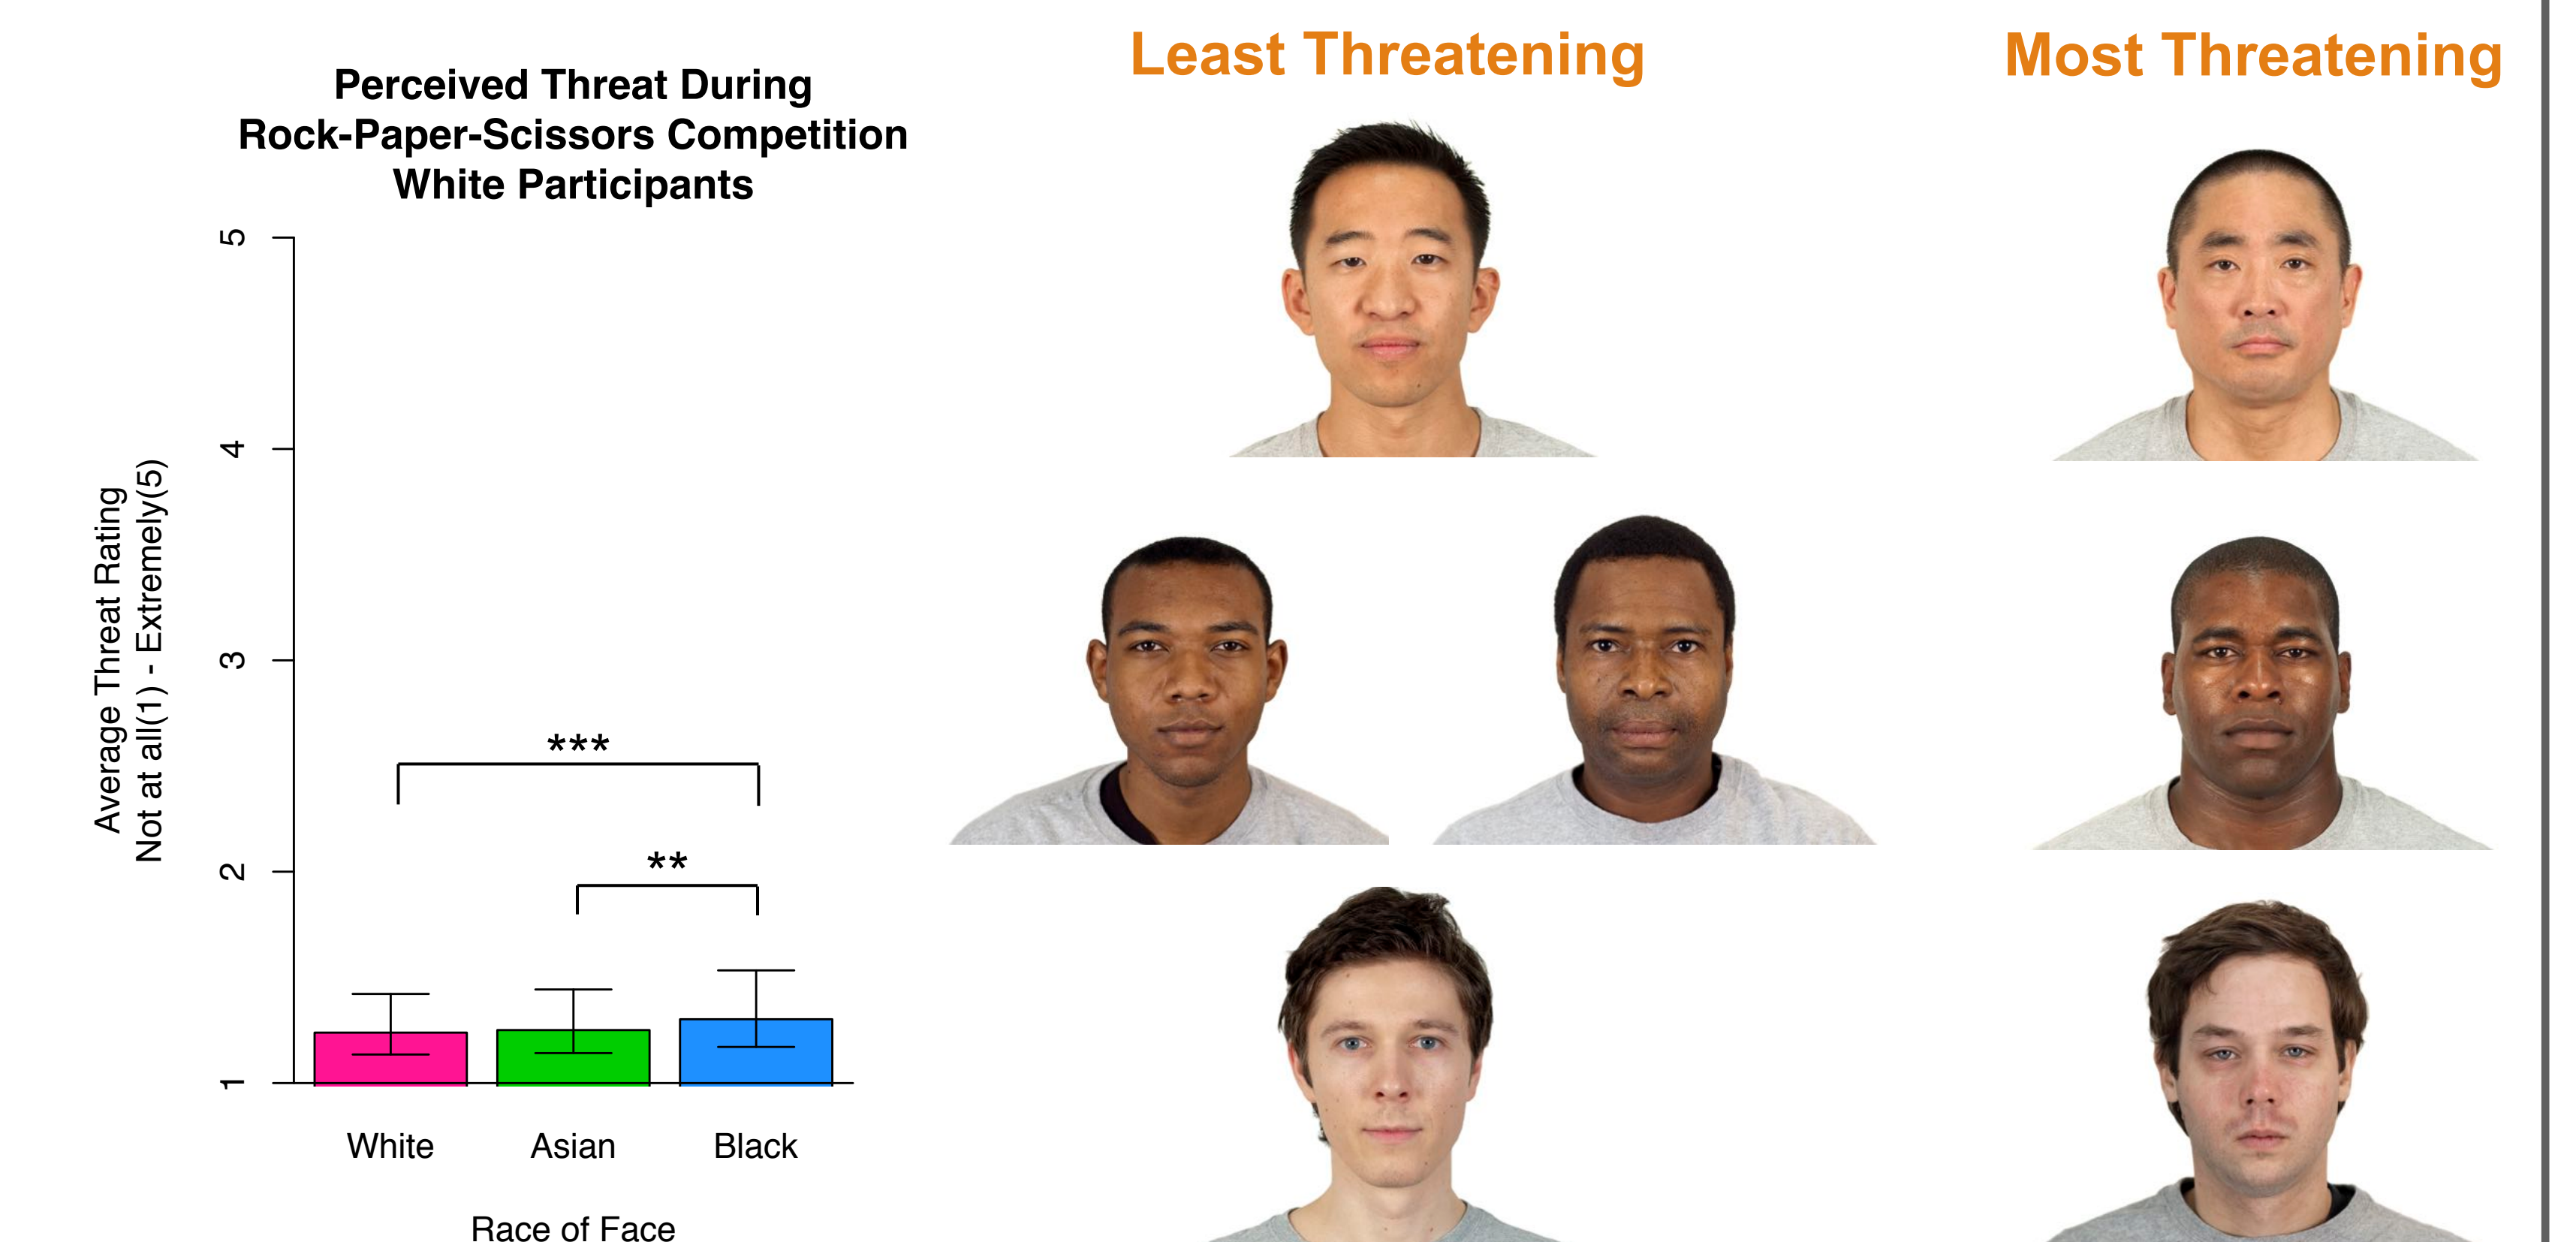 Perceived Threat During
Rock-Paper-Scissors Competition
White Participants
Average Threat Rating
Not at all(1) - Extremely(5)
5
4
3
2
1
***
**
White Asian Black
Race of Face
Least Threatening
Most Threatening